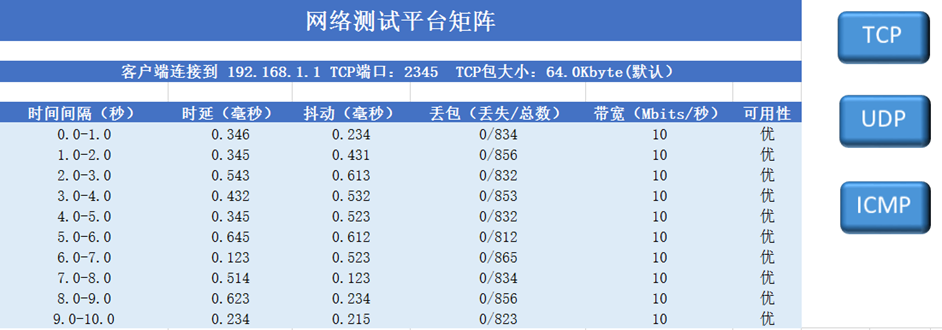 网络测试平台矩阵
客户端连接到 192.168.1.1 TCP端口：2345 TCP包大小：64.0Kbyte(默认）
时间间隔（秒） 时延（毫秒） 抖动（毫秒） 丢包（丢失/总数） 带宽（Mbits/秒） 可用性
0.0-1.0 0.346 0.234 0/834 10 优
1.0-2.0 0.345 0.431 0/856 10 优
2.0-3.0 0.543 0.613 0/832 10 优
3.0-4.0 0.432 0.532 0/853 10 优
4.0-5.0 0.345 0.523 0/832 10 优
5.0-6.0 0.645 0.612 0/812 10 优
6.0-7.0 0.123 0.523 0/865 10 优
7.0-8.0 0.514 0.123 0/834 10 优
8.0-9.0 0.623 0.234 0/856 10 优
9.0-10.0 0.234 0.215 0/823 10 优
TCP
UDP
ICMP